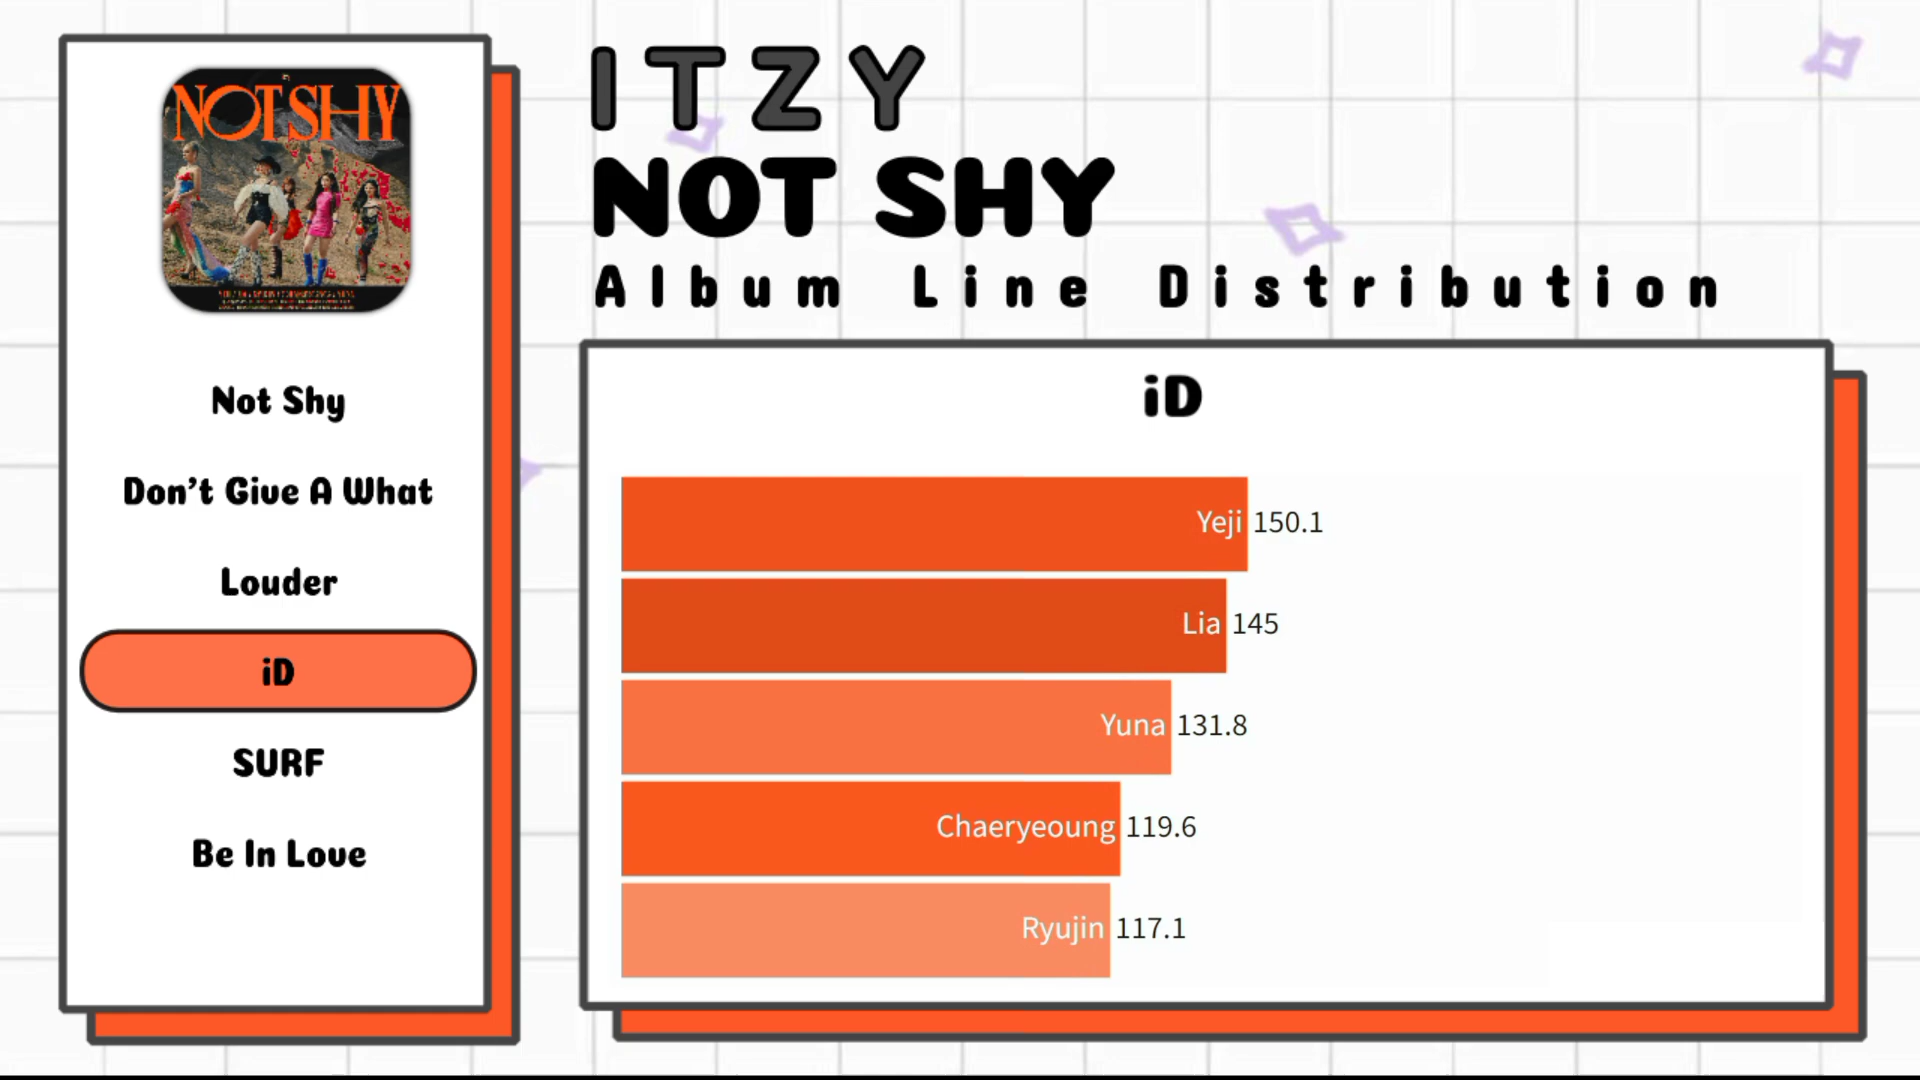 NOT SHY
Not Shy
Don't Give A What
Louder
iD
SURF
Be In Love
ITZY
NOT SHY
Album Line Distribution
iD
Yeji 150.1
Lia 145
Yuna 131.8
Chaeryeoung 119.6
Ryujin 117.1